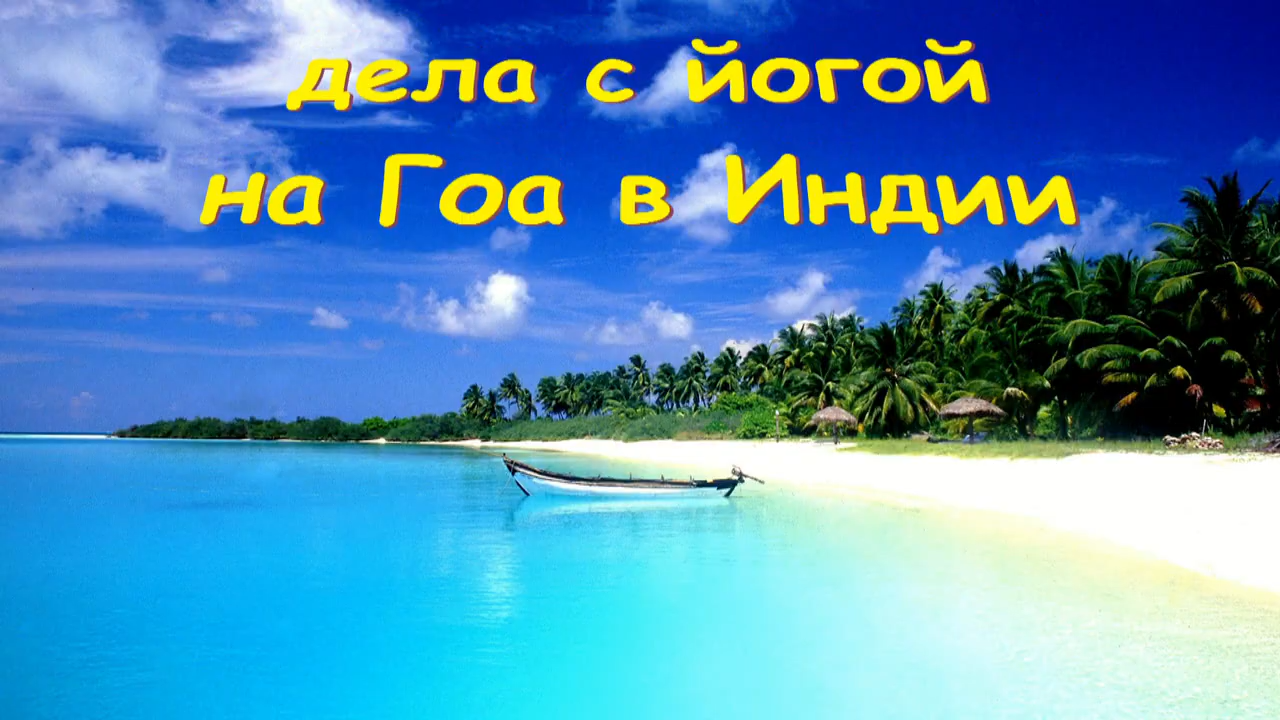 дела с йогой
на Гоа в Индии